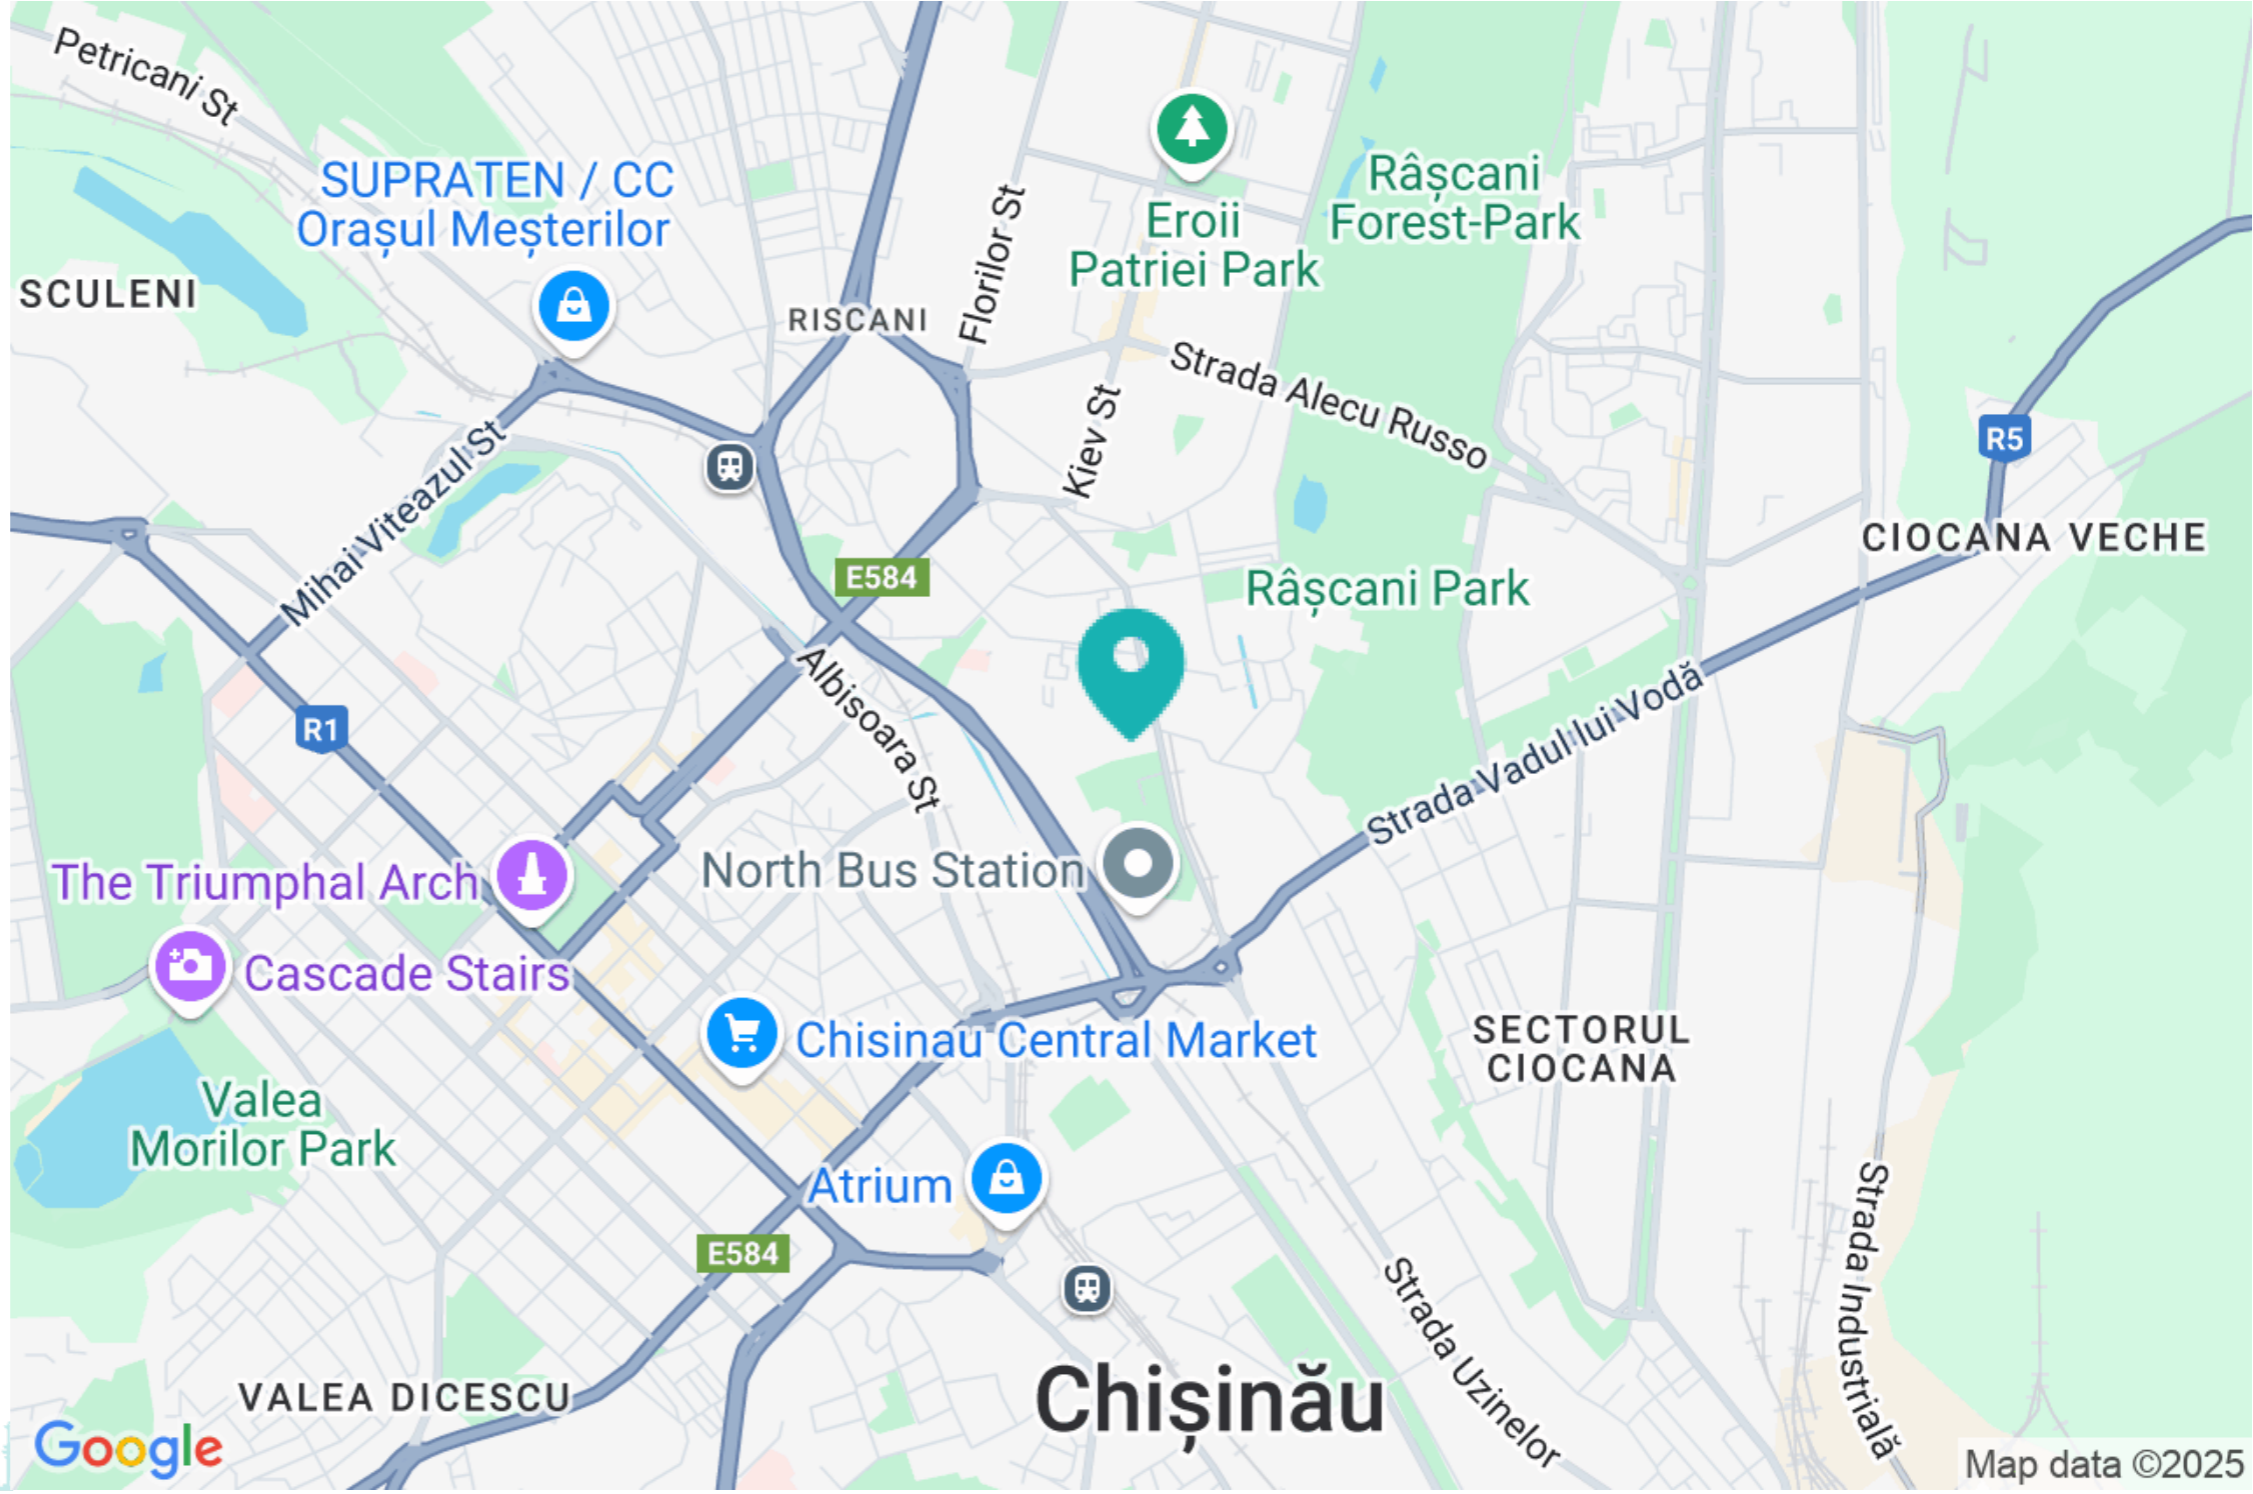 Petricani St
SUPRATEN / CC
Orașul Meșterilor
SCULENI
RISCANI
Florilor St
Eroii
Patriei Park
Râșcani
Forest-Park
Strada Alecu Russo
Kiev St
R5
Mihai Viteazul St
CIOCANA VECHE
E584
Râșcani Park
Albisoara St
R1
Strada Vadul lui Vodă
The Triumphal Arch
North Bus Station
Cascade Stairs
Chisinau Central Market
SECTORUL
CIOCANA
Valea
Morilor Park
Atrium
E584
Strada Industrială
Strada Uzinelor
VALEA DICESCU
Chișinău
Google
Map data ©2025